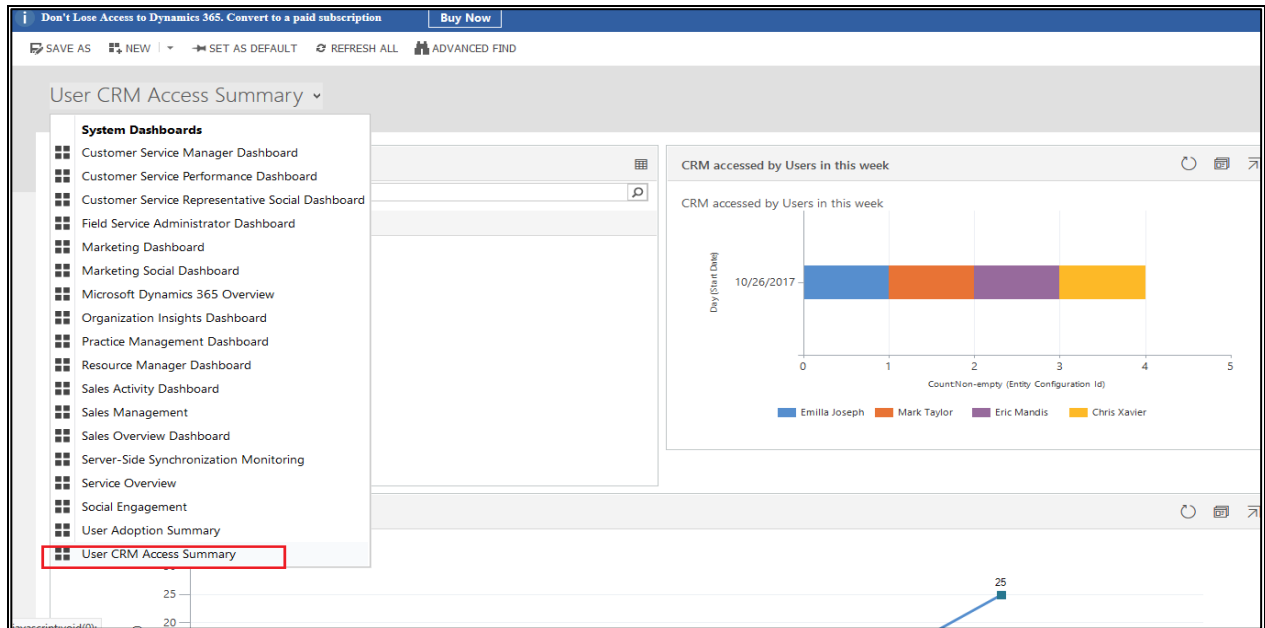 Don't Lose Access to Dynamics 365. Convert to a paid subscription Buy Now
SAVE AS NEW SET AS DEFAULT REFRESH ALL ADVANCED FIND
User CRM Access Summary
System Dashboards
Customer Service Manager Dashboard
Customer Service Performance Dashboard
Customer Service Representative Social Dashboard
Field Service Administrator Dashboard
Marketing Dashboard
Marketing Social Dashboard
Microsoft Dynamics 365 Overview
Organization Insights Dashboard
Practice Management Dashboard
Resource Manager Dashboard
Sales Activity Dashboard
Sales Management
Sales Overview Dashboard
Server-Side Synchronization Monitoring
Service Overview
Social Engagement
User Adoption Summary
User CRM Access Summary
CRM accessed by Users in this week
CRM accessed by Users in this week
Day (Start Date)
10/26/2017
0 1 2 3 4 5
Count:Non-empty (Entity Configuration Id)
Emilla Joseph Mark Taylor Eric Mandis Chris Xavier
25
25
20